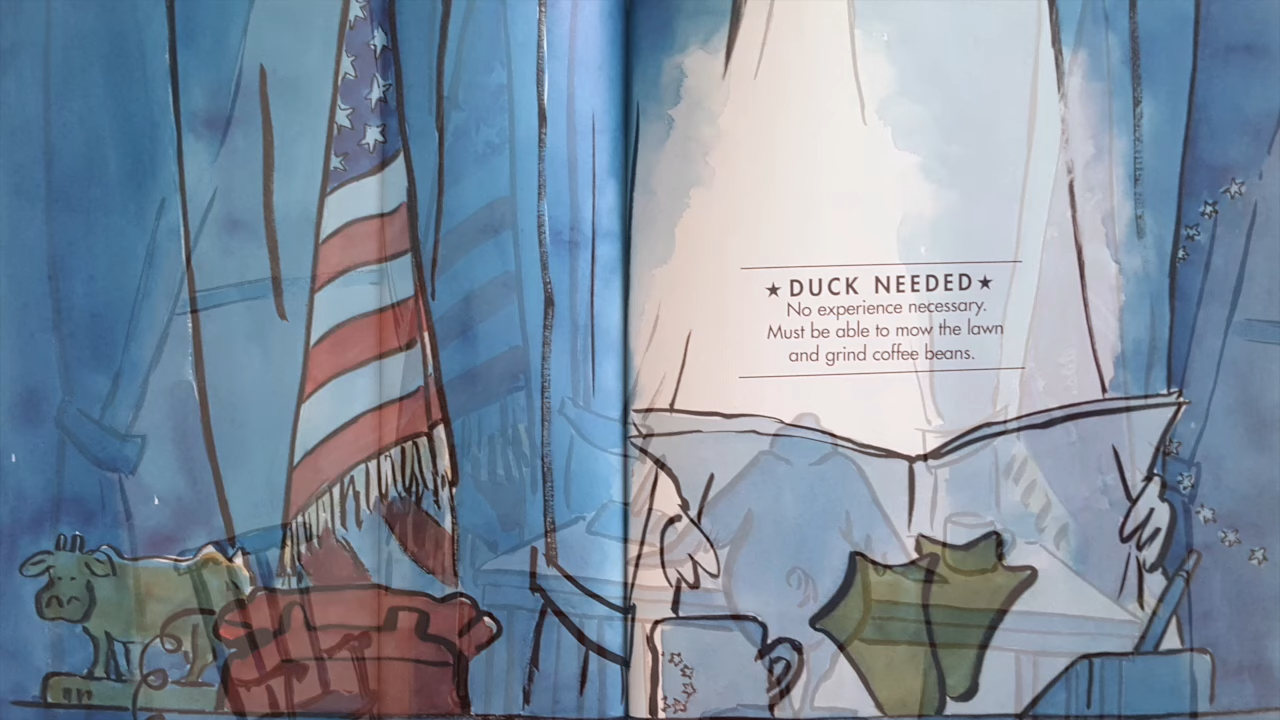 ★ DUCK NEEDED ★
No experience necessary.
Must be able to mow the lawn
and grind coffee beans.